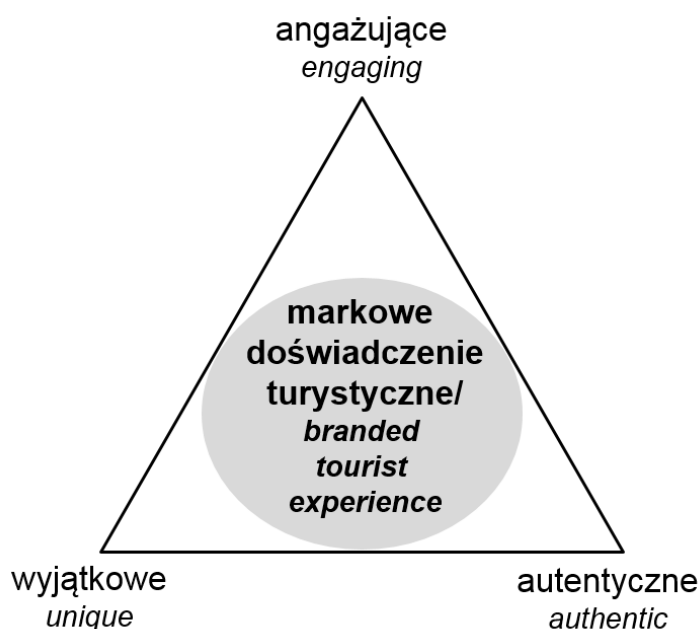 angażujące
engaging
markowe
doświadczenie
turystyczne/
branded
tourist
experience
wyjątkowe
unique
autentyczne
authentic